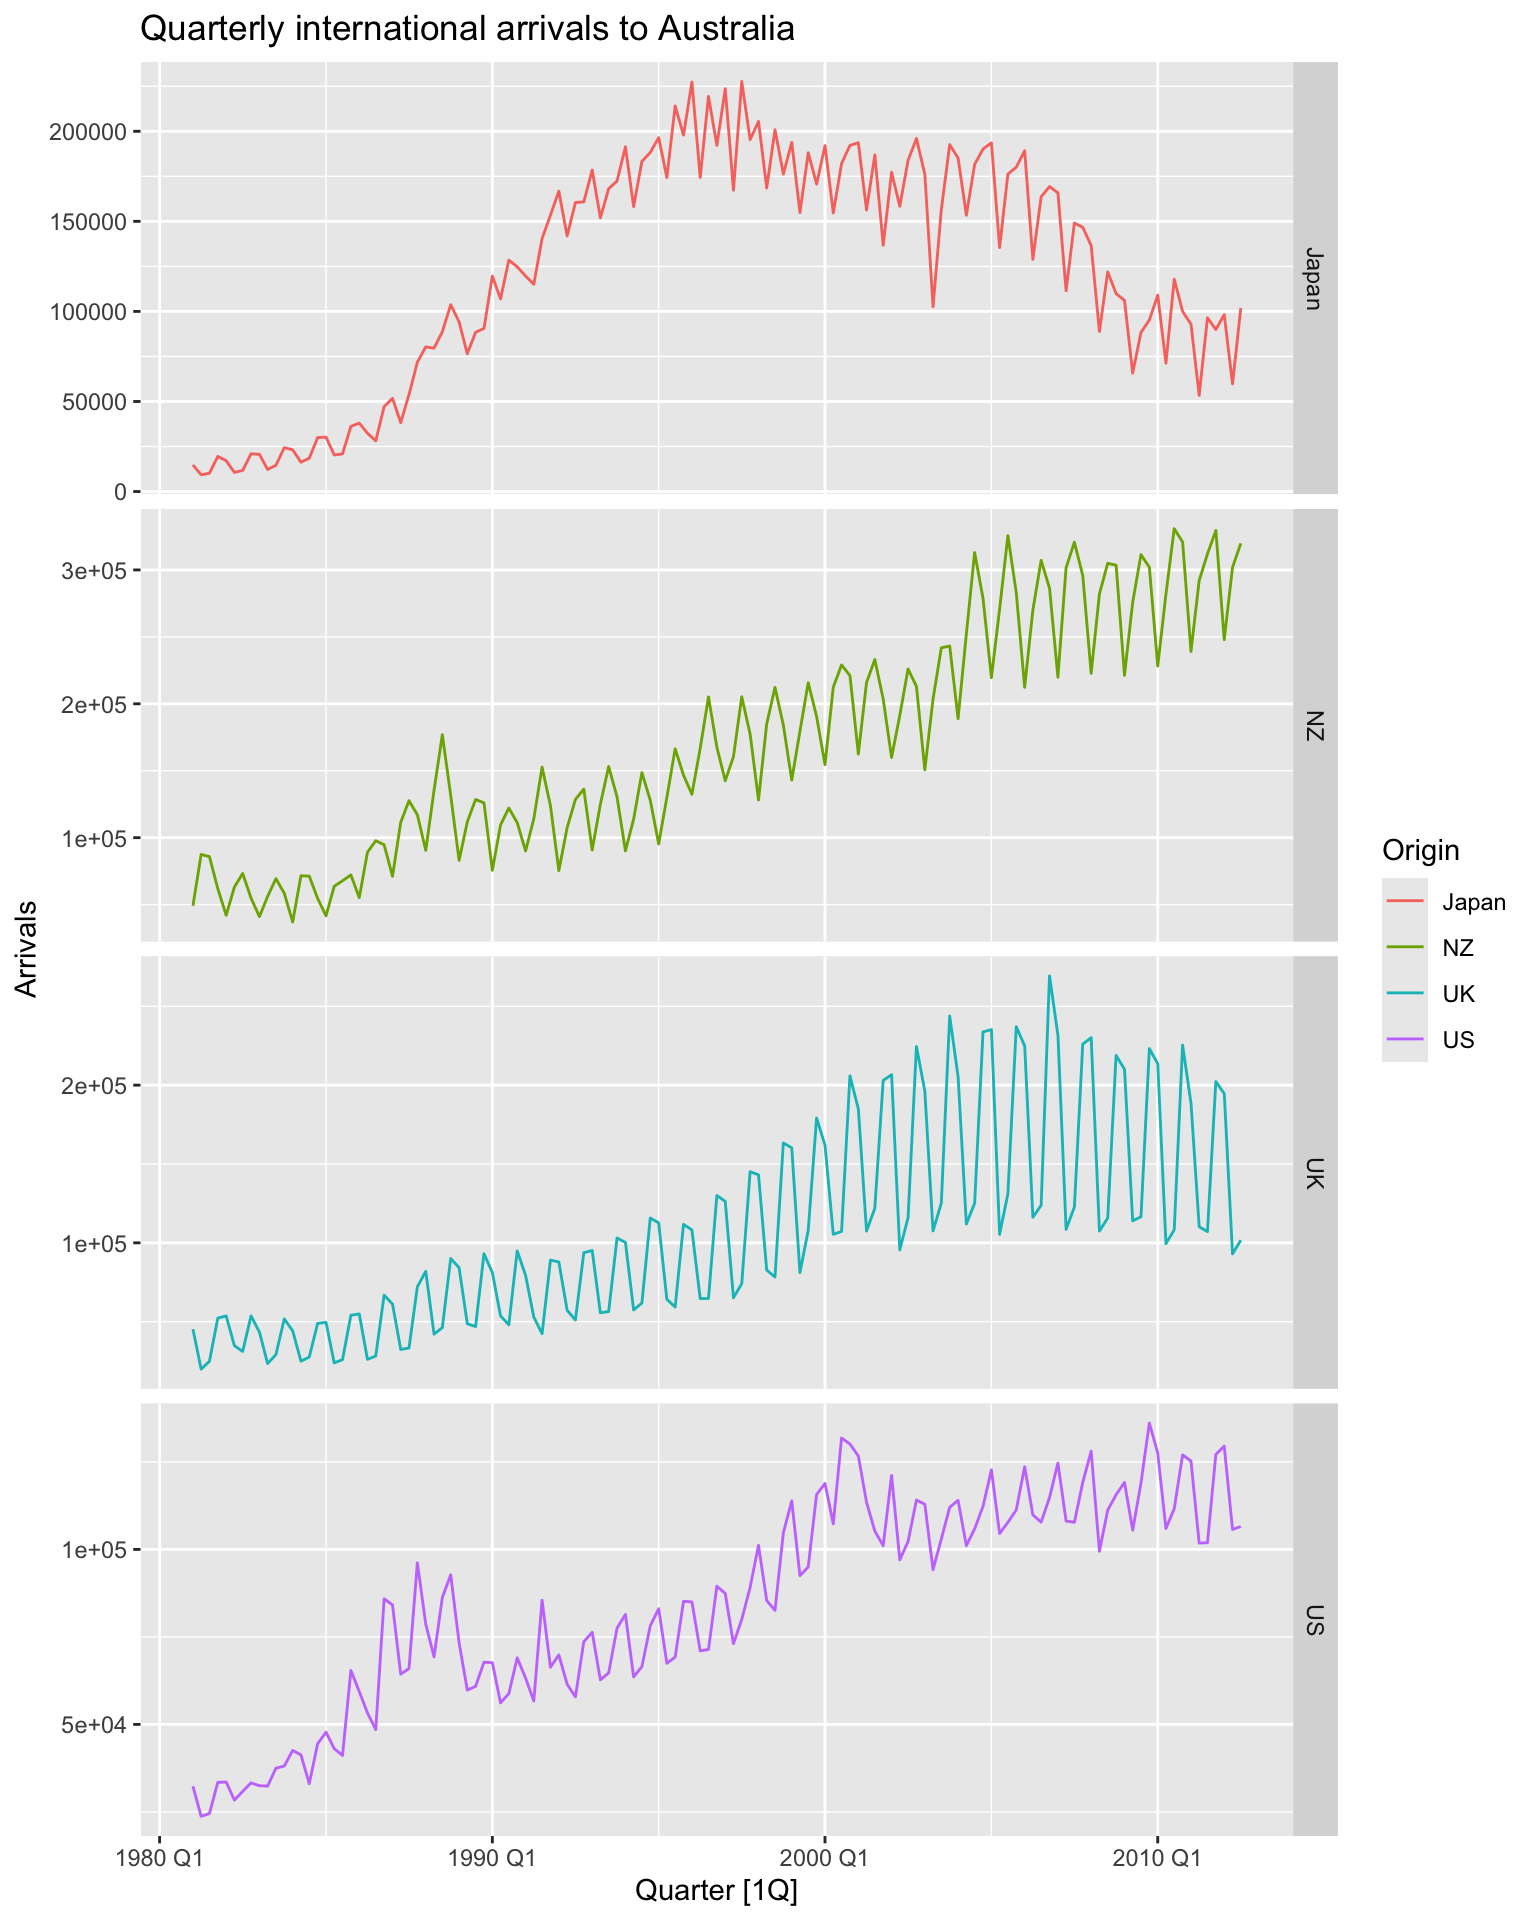 Quarterly international arrivals to Australia
200000
150000
100000
50000
0
Japan
3e+05
2e+05
1e+05
NZ
2e+05
1e+05
UK
1e+05
5e+04
US
1980 Q1
1990 Q1
2000 Q1
2010 Q1
Quarter [1Q]
Arrivals
Origin
Japan
NZ
UK
US